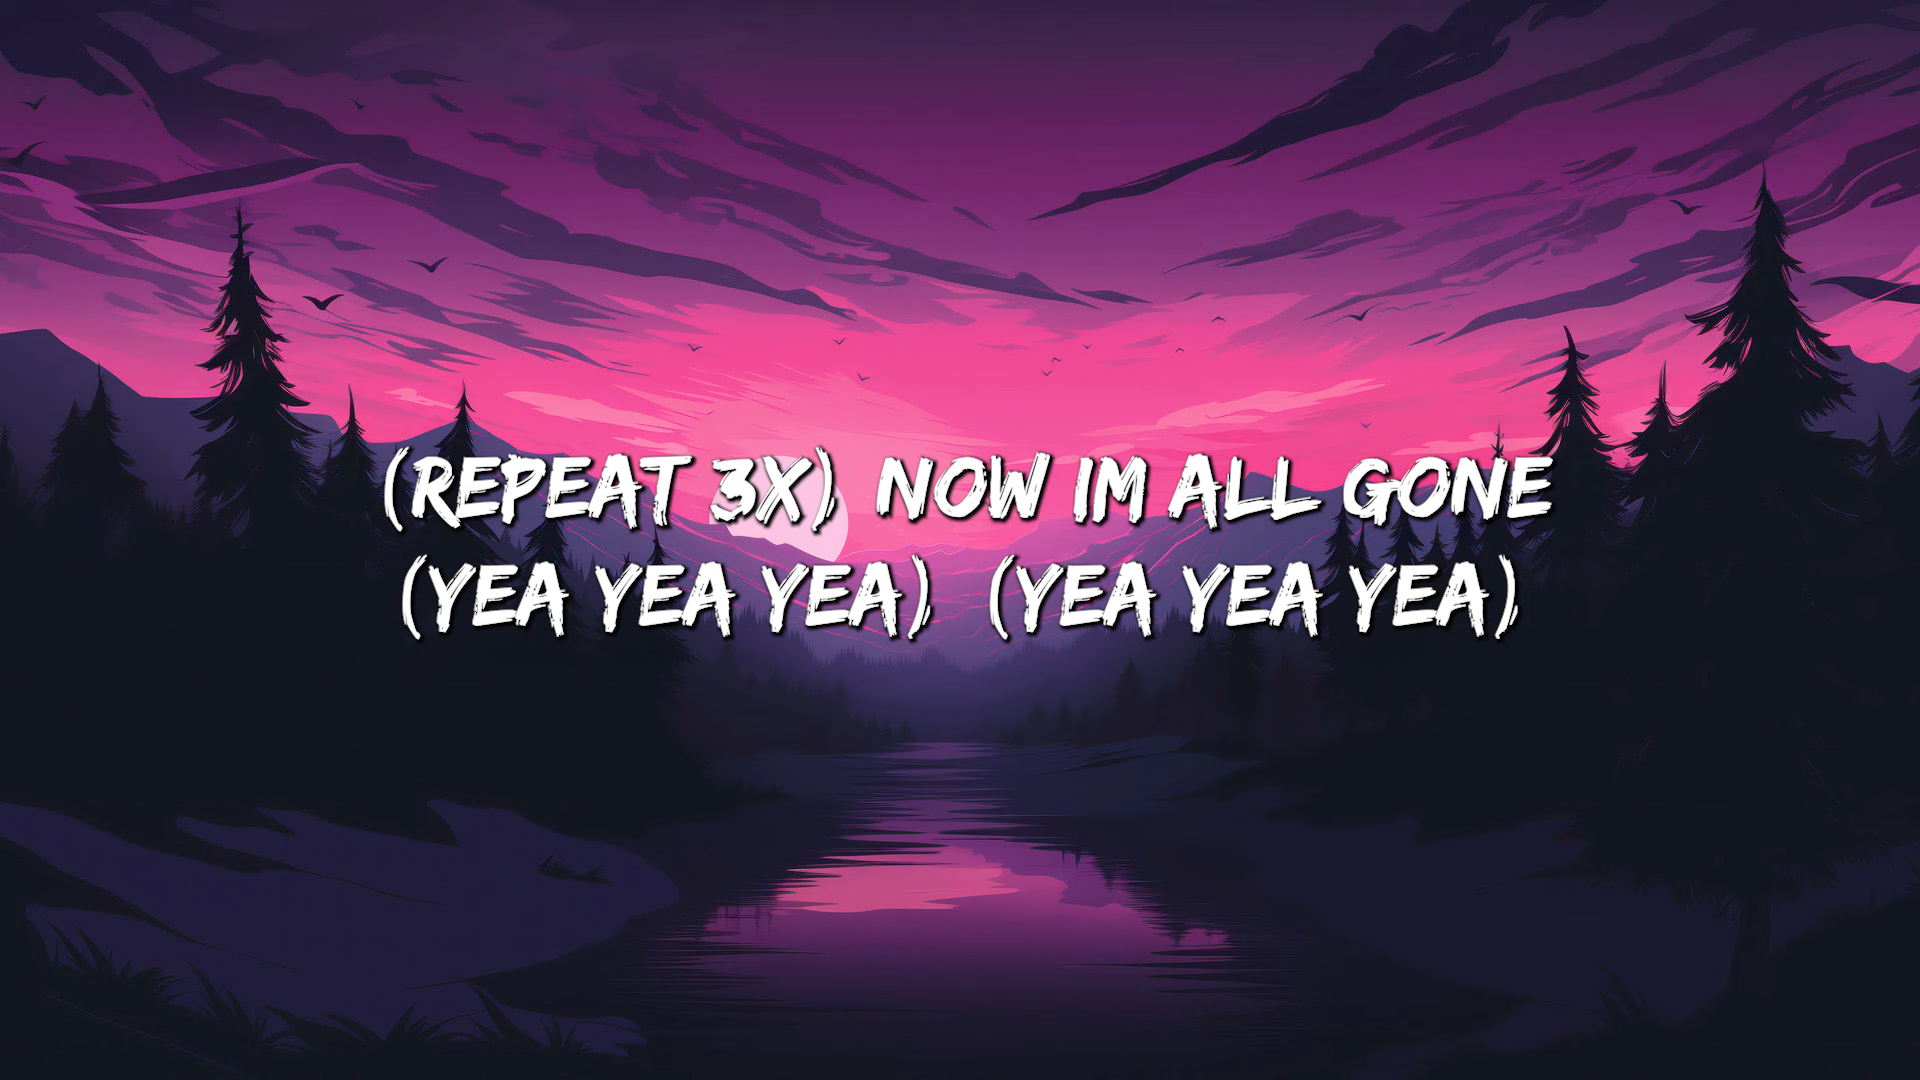 (REPEAT 3X) NOW IM ALL GONE
(YEA YEA YEA) (YEA YEA YEA)